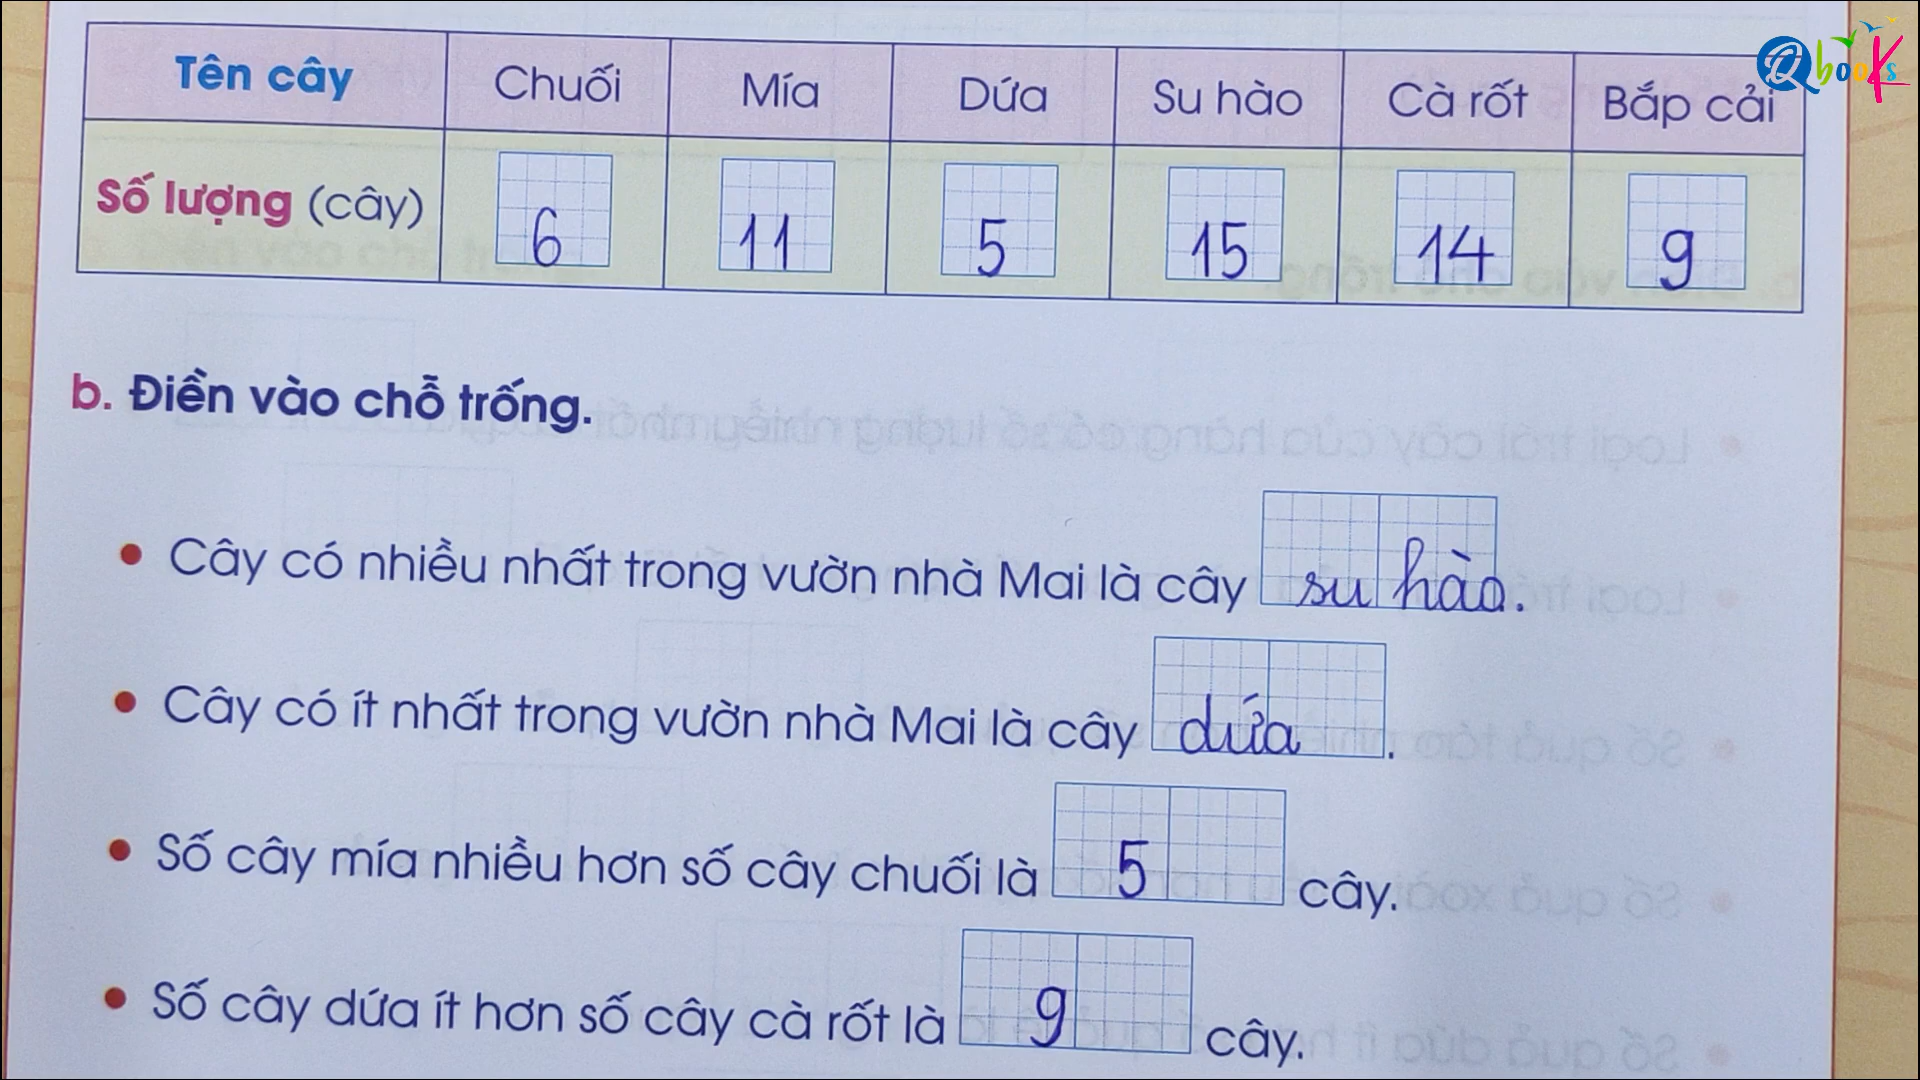 Qbooks
Tên cây Chuối Mía Dứa Su hào Cà rốt Bắp cải
Số lượng (cây) 6 11 5 15 14 9
b. Điền vào chỗ trống.
• Cây có nhiều nhất trong vườn nhà Mai là cây su hào.
• Cây có ít nhất trong vườn nhà Mai là cây dứa.
• Số cây mía nhiều hơn số cây chuối là 5 cây.
• Số cây dứa ít hơn số cây cà rốt là 9 cây.